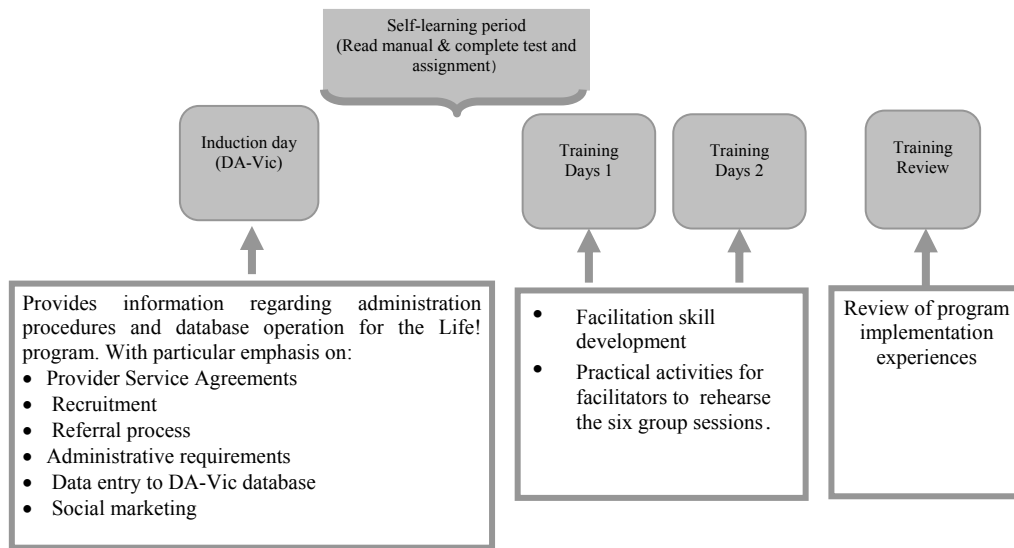 Self-learning period
(Read manual & complete test and
assignment)
Induction day
(DA-Vic)
Training
Days 1
Training
Days 2
Training
Review
Provides information regarding administration
procedures and database operation for the Life!
program. With particular emphasis on:
• Provider Service Agreements
• Recruitment
• Referral process
• Administrative requirements
• Data entry to DA-Vic database
• Social marketing
• Facilitation skill
development
• Practical activities for
facilitators to rehearse
the six group sessions.
Review of program
implementation
experiences